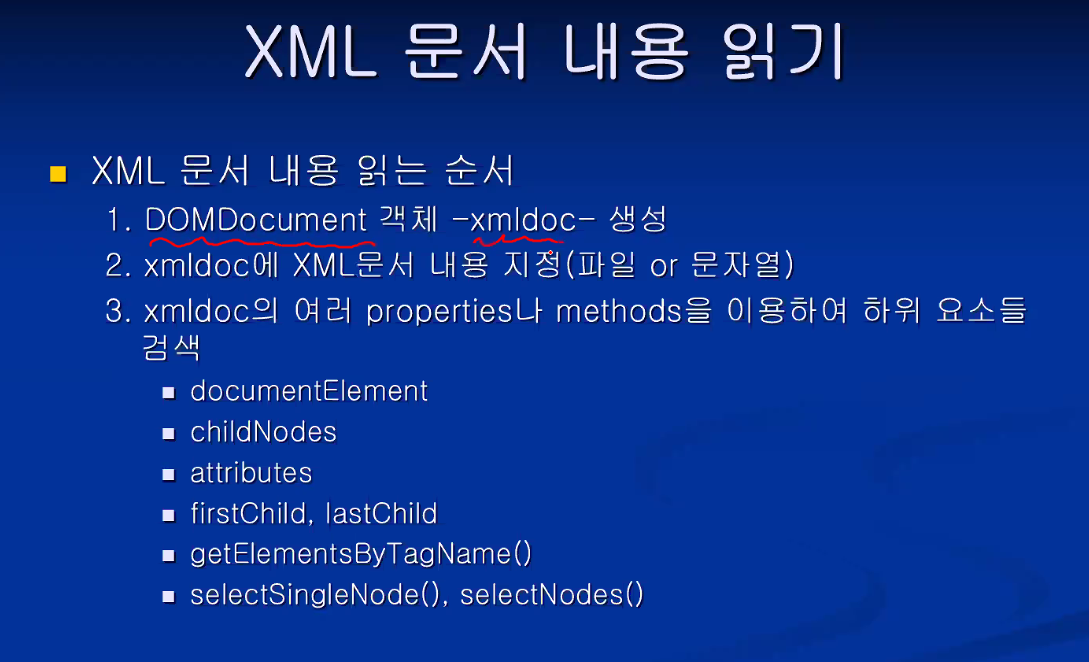 XML 문서 내용 읽기
XML 문서 내용 읽는 순서
1. DOMDocument 객체 -xmldoc- 생성
2. xmldoc에 XML문서 내용 지정(파일 or 문자열)
3. xmldoc의 여러 properties나 methods을 이용하여 하위 요소들
검색
documentElement
childNodes
attributes
firstChild, lastChild
getElementsByTagName()
selectSingleNode(), selectNodes()